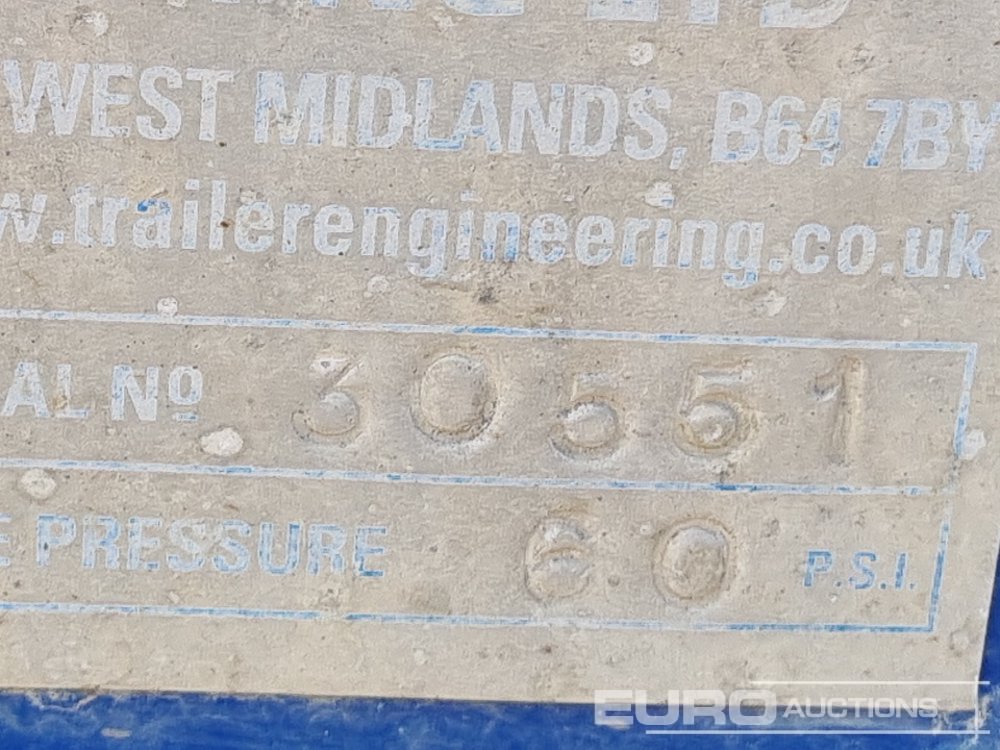 WEST MIDLANDS, B64 7BY
w.trailerengineering.co.uk
AL Nº 30551
E PRESSURE 60 P.S.I.
EURO AUCTIONS